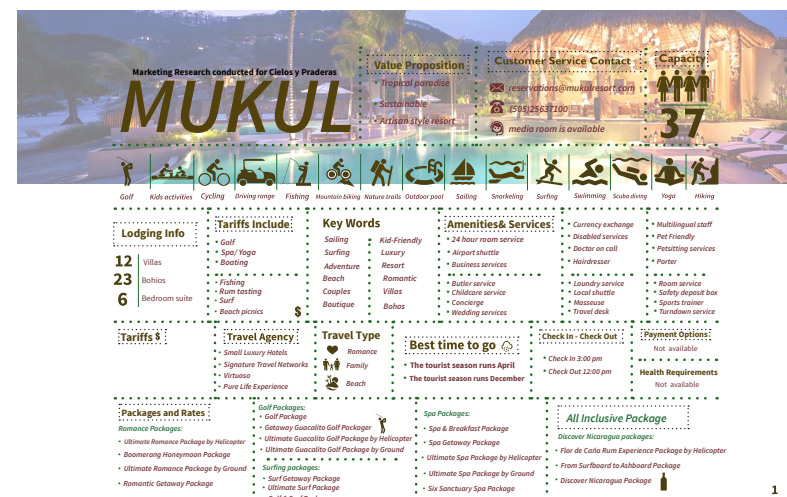 Marketing Research conducted for Cielos y Praderas
MUKUL
Value Proposition
• Tropical paradise
• Sustainable
• Artisan style resort
Customer Service Contact
reservations@mukulresort.com
(505)25637100
media room is available
Capacity
37
Golf
Kids activities
Cycling
Driving range
Fishing
Mountain biking
Nature trails
Outdoor pool
Sailing
Snorkeling
Surfing
Swimming
Scuba diving
Yoga
Hiking
Lodging Info
12 Villas
23 Bohios
6 Bedroom suite
Tariffs Include
• Golf
• Spa/ Yoga
• Boating
• Fishing
• Rum tasting
• Surf
• Beach picnics
$
Key Words
Sailing
Surfing
Adventure
Beach
Couples
Boutique
Kid-Friendly
Luxury
Resort
Romantic
Villas
Bohos
Amenities& Services
• 24 hour room service
• Airport shuttle
• Business services
• Butler service
• Childcare service
• Concierge
• Wedding services
• Currency exchange
• Disabled services
• Doctor on call
• Hairdresser
• Laundry service
• Local shuttle
• Masseuse
• Travel desk
• Multilingual staff
• Pet Friendly
• Petsitting services
• Porter
• Room service
• Safety deposit box
• Sports trainer
• Turndown service
Tariffs $
Travel Agency
• Small Luxury Hotels
• Signature Travel Networks
• Virtuoso
• Pure Life Experience
Travel Type
Romance
Family
Beach
Best time to go
• The tourist season runs April
• The tourist season runs December
Check In - Check Out
• Check In 3:00 pm
• Check Out 12:00 pm
Payment Options
Not available
Health Requirements
Not available
Packages and Rates
Romance Packages:
• Ultimate Romance Package by Helicopter
• Boomerang Honeymoon Package
• Ultimate Romance Package by Ground
• Romantic Getaway Package
Golf Packages:
• Golf Package
• Getaway Guacalito Golf Packager
• Ultimate Guacalito Golf Package by Helicopter
• Ultimate Guacalito Golf Package by Ground
Surfing packages:
• Surf Getaway Package
• Ultimate Surf Package
Spa Packages:
• Spa & Breakfast Package
• Spa Getaway Package
Ultimate Spa Package by Helicopter
• Ultimate Spa Package by Ground
• Six Sanctuary Spa Package
All Inclusive Package
Discover Nicaragua packages:
• Flor de Caña Rum Experience Package by Helicopter
• From Surfboard to Ashboard Package
• Discover Nicaragua Package
1